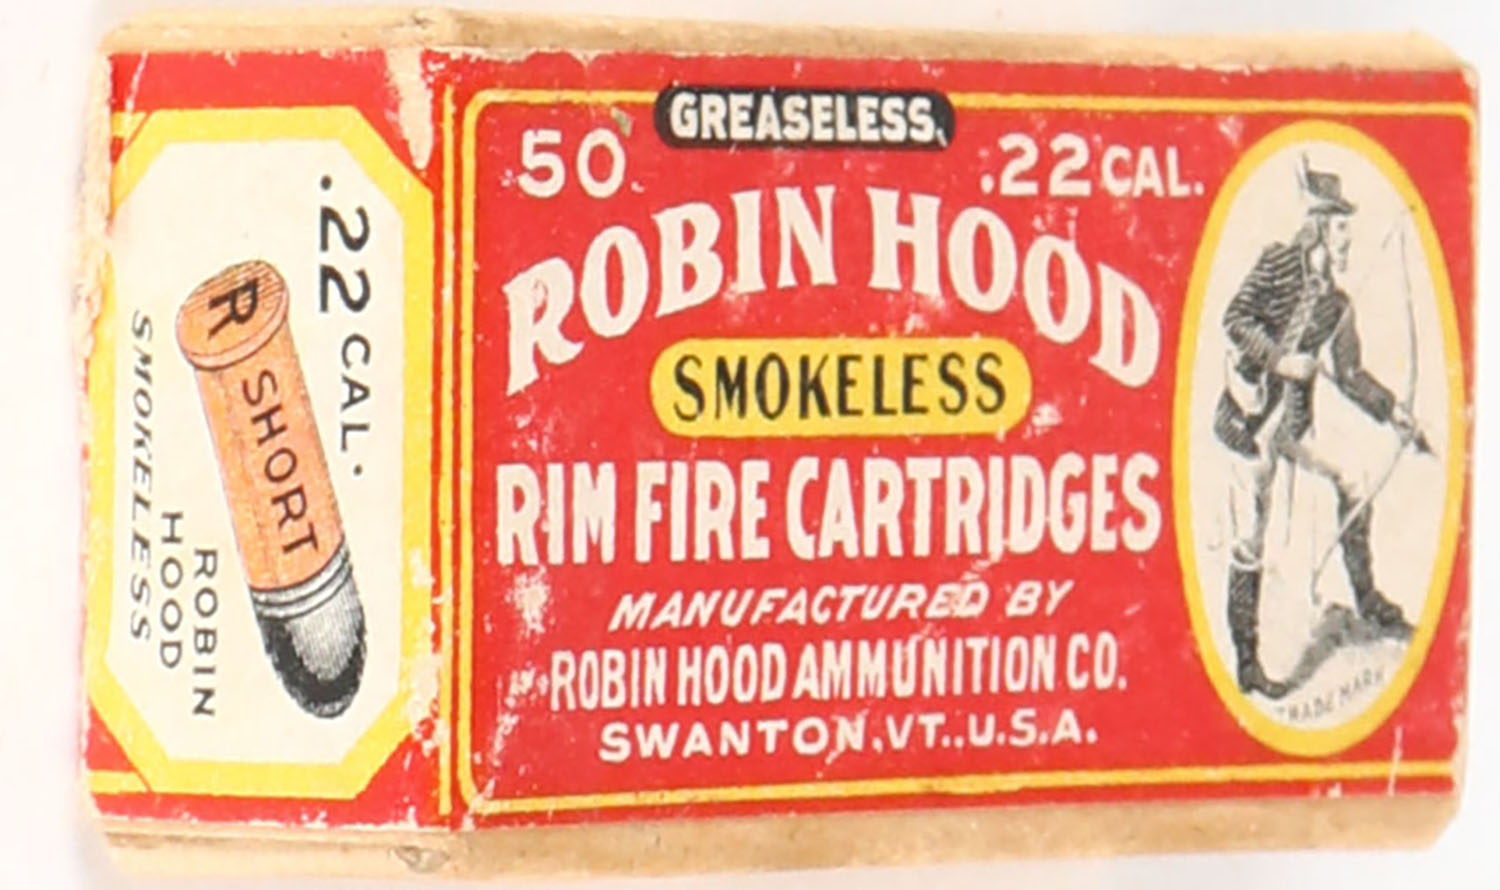 GREASELESS.
50 .22 CAL.
ROBIN HOOD
SMOKELESS
RIM FIRE CARTRIDGES
MANUFACTURED BY
ROBIN HOOD AMMUNITION CO.
SWANTON, VT., U.S.A.
TRADE MARK
.22 CAL.
R
SHORT
ROBIN
HOOD
SMOKELESS